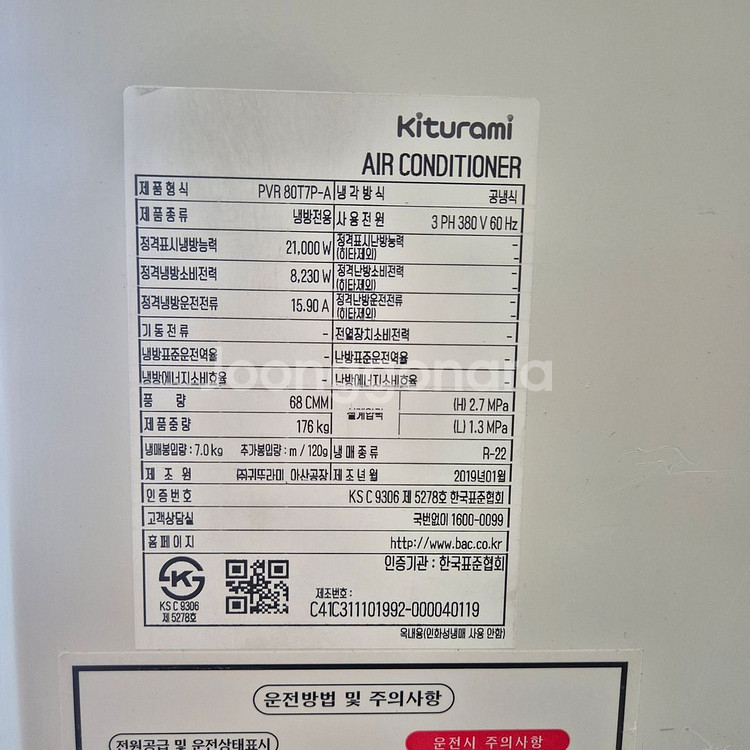 Kiturami
AIR CONDITIONER
제품형식 PVR 80T7P-A 냉각방식 공냉식
제품종류 냉방전용 사용전원 3 PH 380 V 60 Hz
정격표시냉방능력 21,000 W 정격표시난방능력 (히타제외) - -
정격냉방소비전력 8,230 W 정격난방소비전력 (히타제외) - -
정격냉방운전전류 15.90 A 정격난방운전전류 (히타제외) - -
기동전류 - 전열장치소비전력 -
냉방표준운전역율 - 난방표준운전역율 -
냉방에너지소비효율 - 난방에너지소비효율 -
풍 량 68 CMM 설계압력 (H) 2.7 MPa
제품중량 176 kg (L) 1.3 MPa
냉매봉입량 : 7.0 kg 추가봉입량 : m / 120g 냉매종류 R-22
제조원 ㈜귀뚜라미 아산공장 제조년월 2019년01월
인증번호 KS C 9306 제 5278호 한국표준협회
고객상담실 국번없이 1600-0099
홈페이지 http://www.bac.co.kr
인증기관 : 한국표준협회
KS C 9306
제 5278호
제조번호 :
C41C311101992-000040119
옥내용(인화성냉매 사용 안함)
joonggonara
운전방법 및 주의사항
전원공급 및 운전상태표시 운전시 주의사항